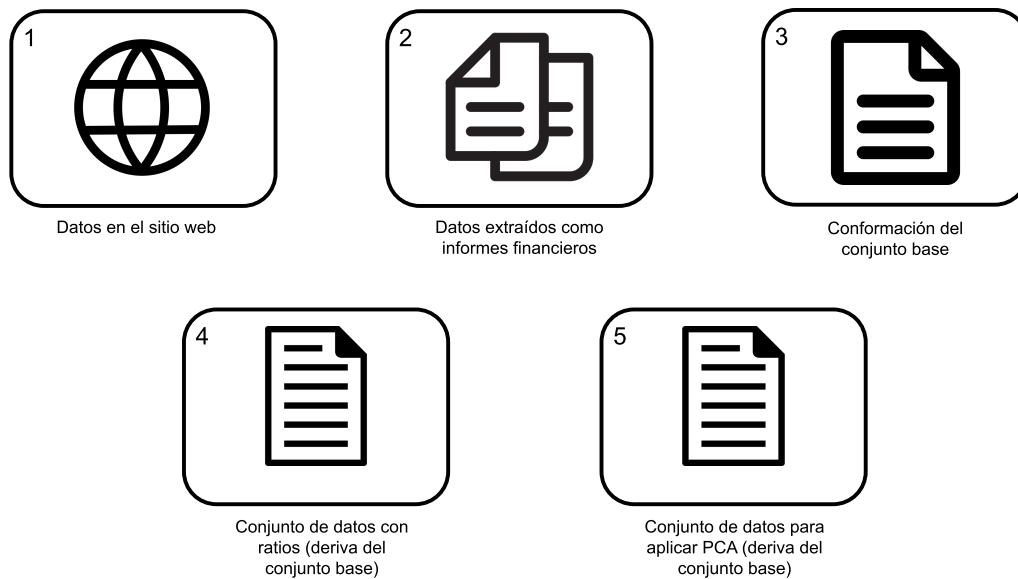 1
Datos en el sitio web
2
Datos extraídos como
informes financieros
3
Conformación del
conjunto base
4
Conjunto de datos con
ratios (deriva del
conjunto base)
5
Conjunto de datos para
aplicar PCA (deriva del
conjunto base)